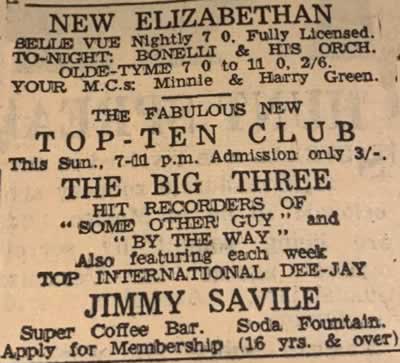 NEW ELIZABETHAN
BELLE VUE Nightly 7 0. Fully Licensed.
TO-NIGHT: BONELLI & HIS ORCH.
OLDE-TYME 7 0 to 11 0, 2/6.
YOUR M.C.s: Minnie & Harry Green.
THE FABULOUS NEW
TOP-TEN CLUB
This Sun., 7-11 p.m. Admission only 3/-.
THE BIG THREE
HIT RECORDERS OF
"SOME OTHER GUY" and
"BY THE WAY"
Also featuring each week
TOP INTERNATIONAL DEE-JAY
JIMMY SAVILE
Super Coffee Bar. Soda Fountain.
Apply for Membership (16 yrs. & over)